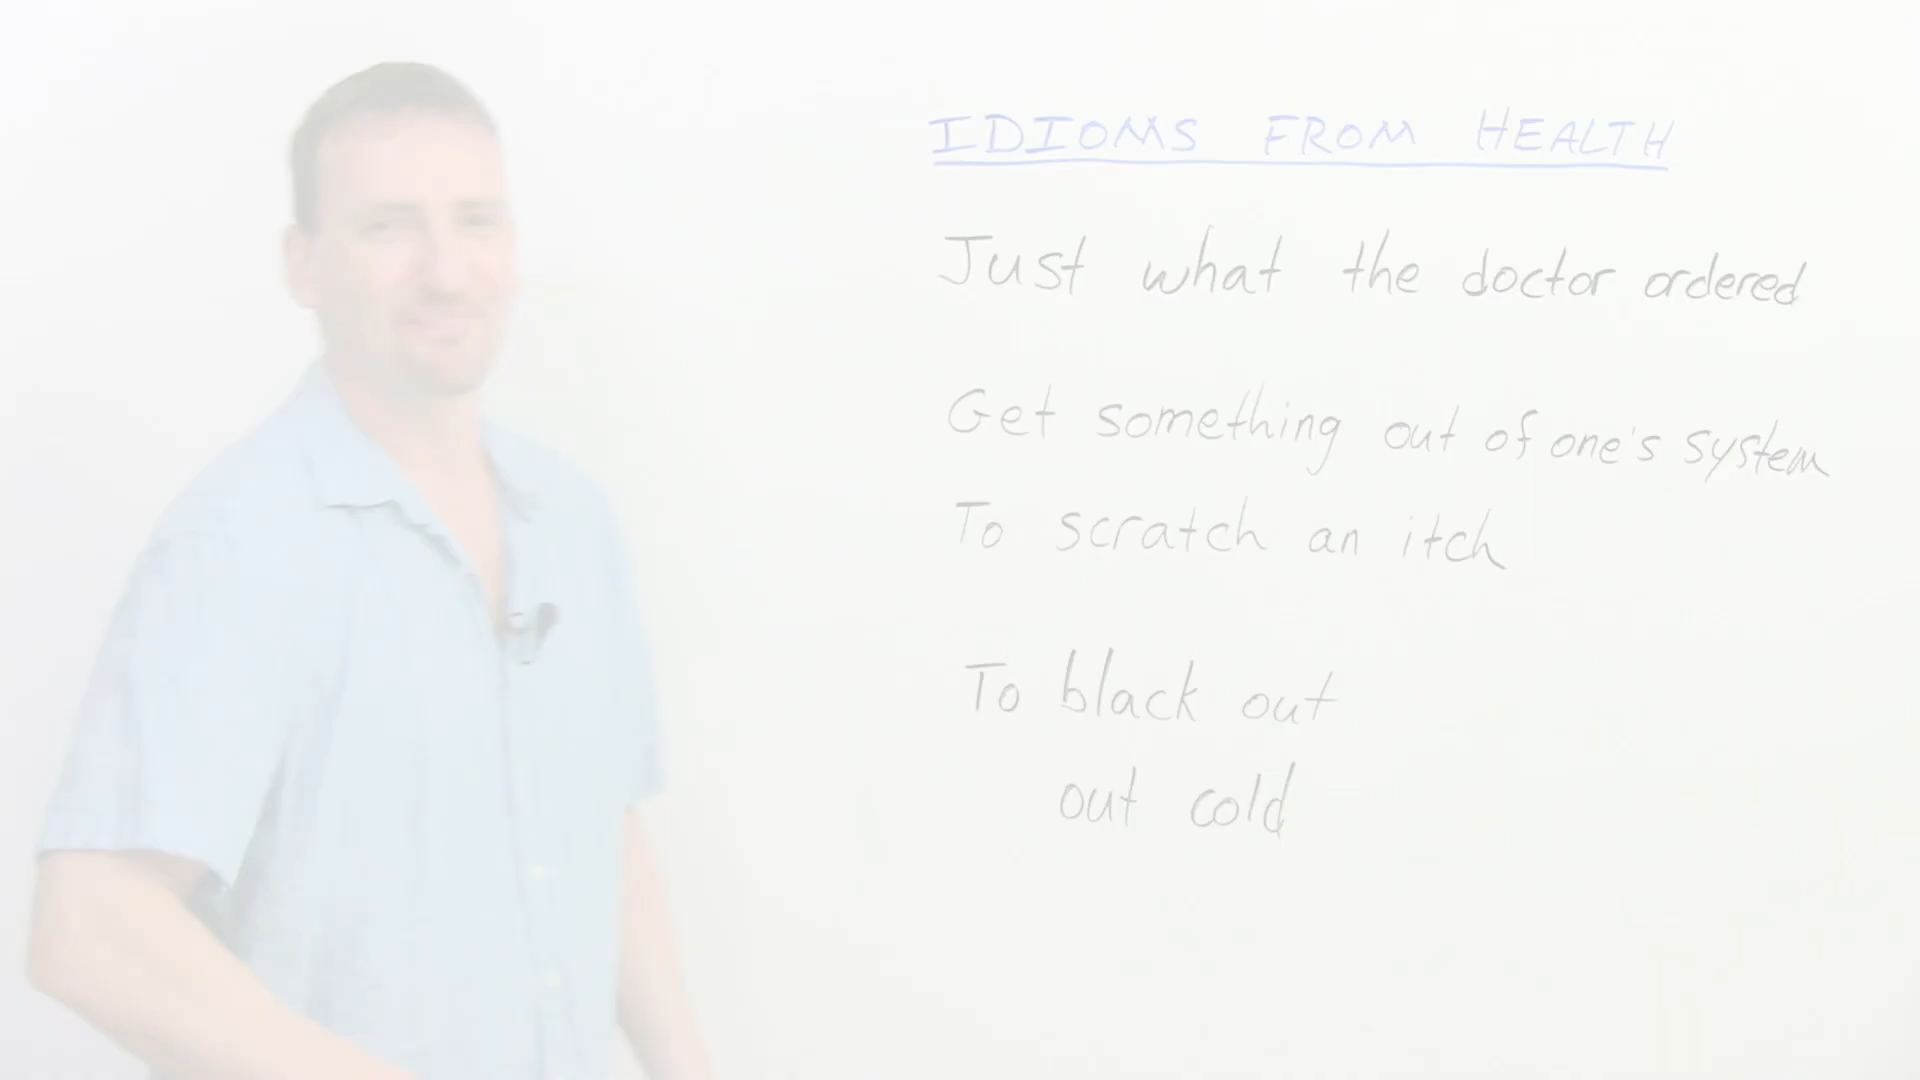 IDIOMS FROM HEALTH
Just what the doctor ordered
Get something out of one's system
To scratch an itch
To black out
out cold